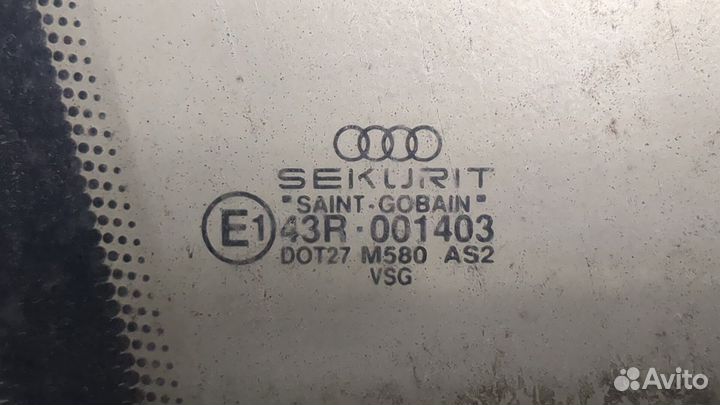 SEKURIT
"SAINT-GOBAIN"
E1 43R-001403
DOT27 M580 AS2
VSG
Avito